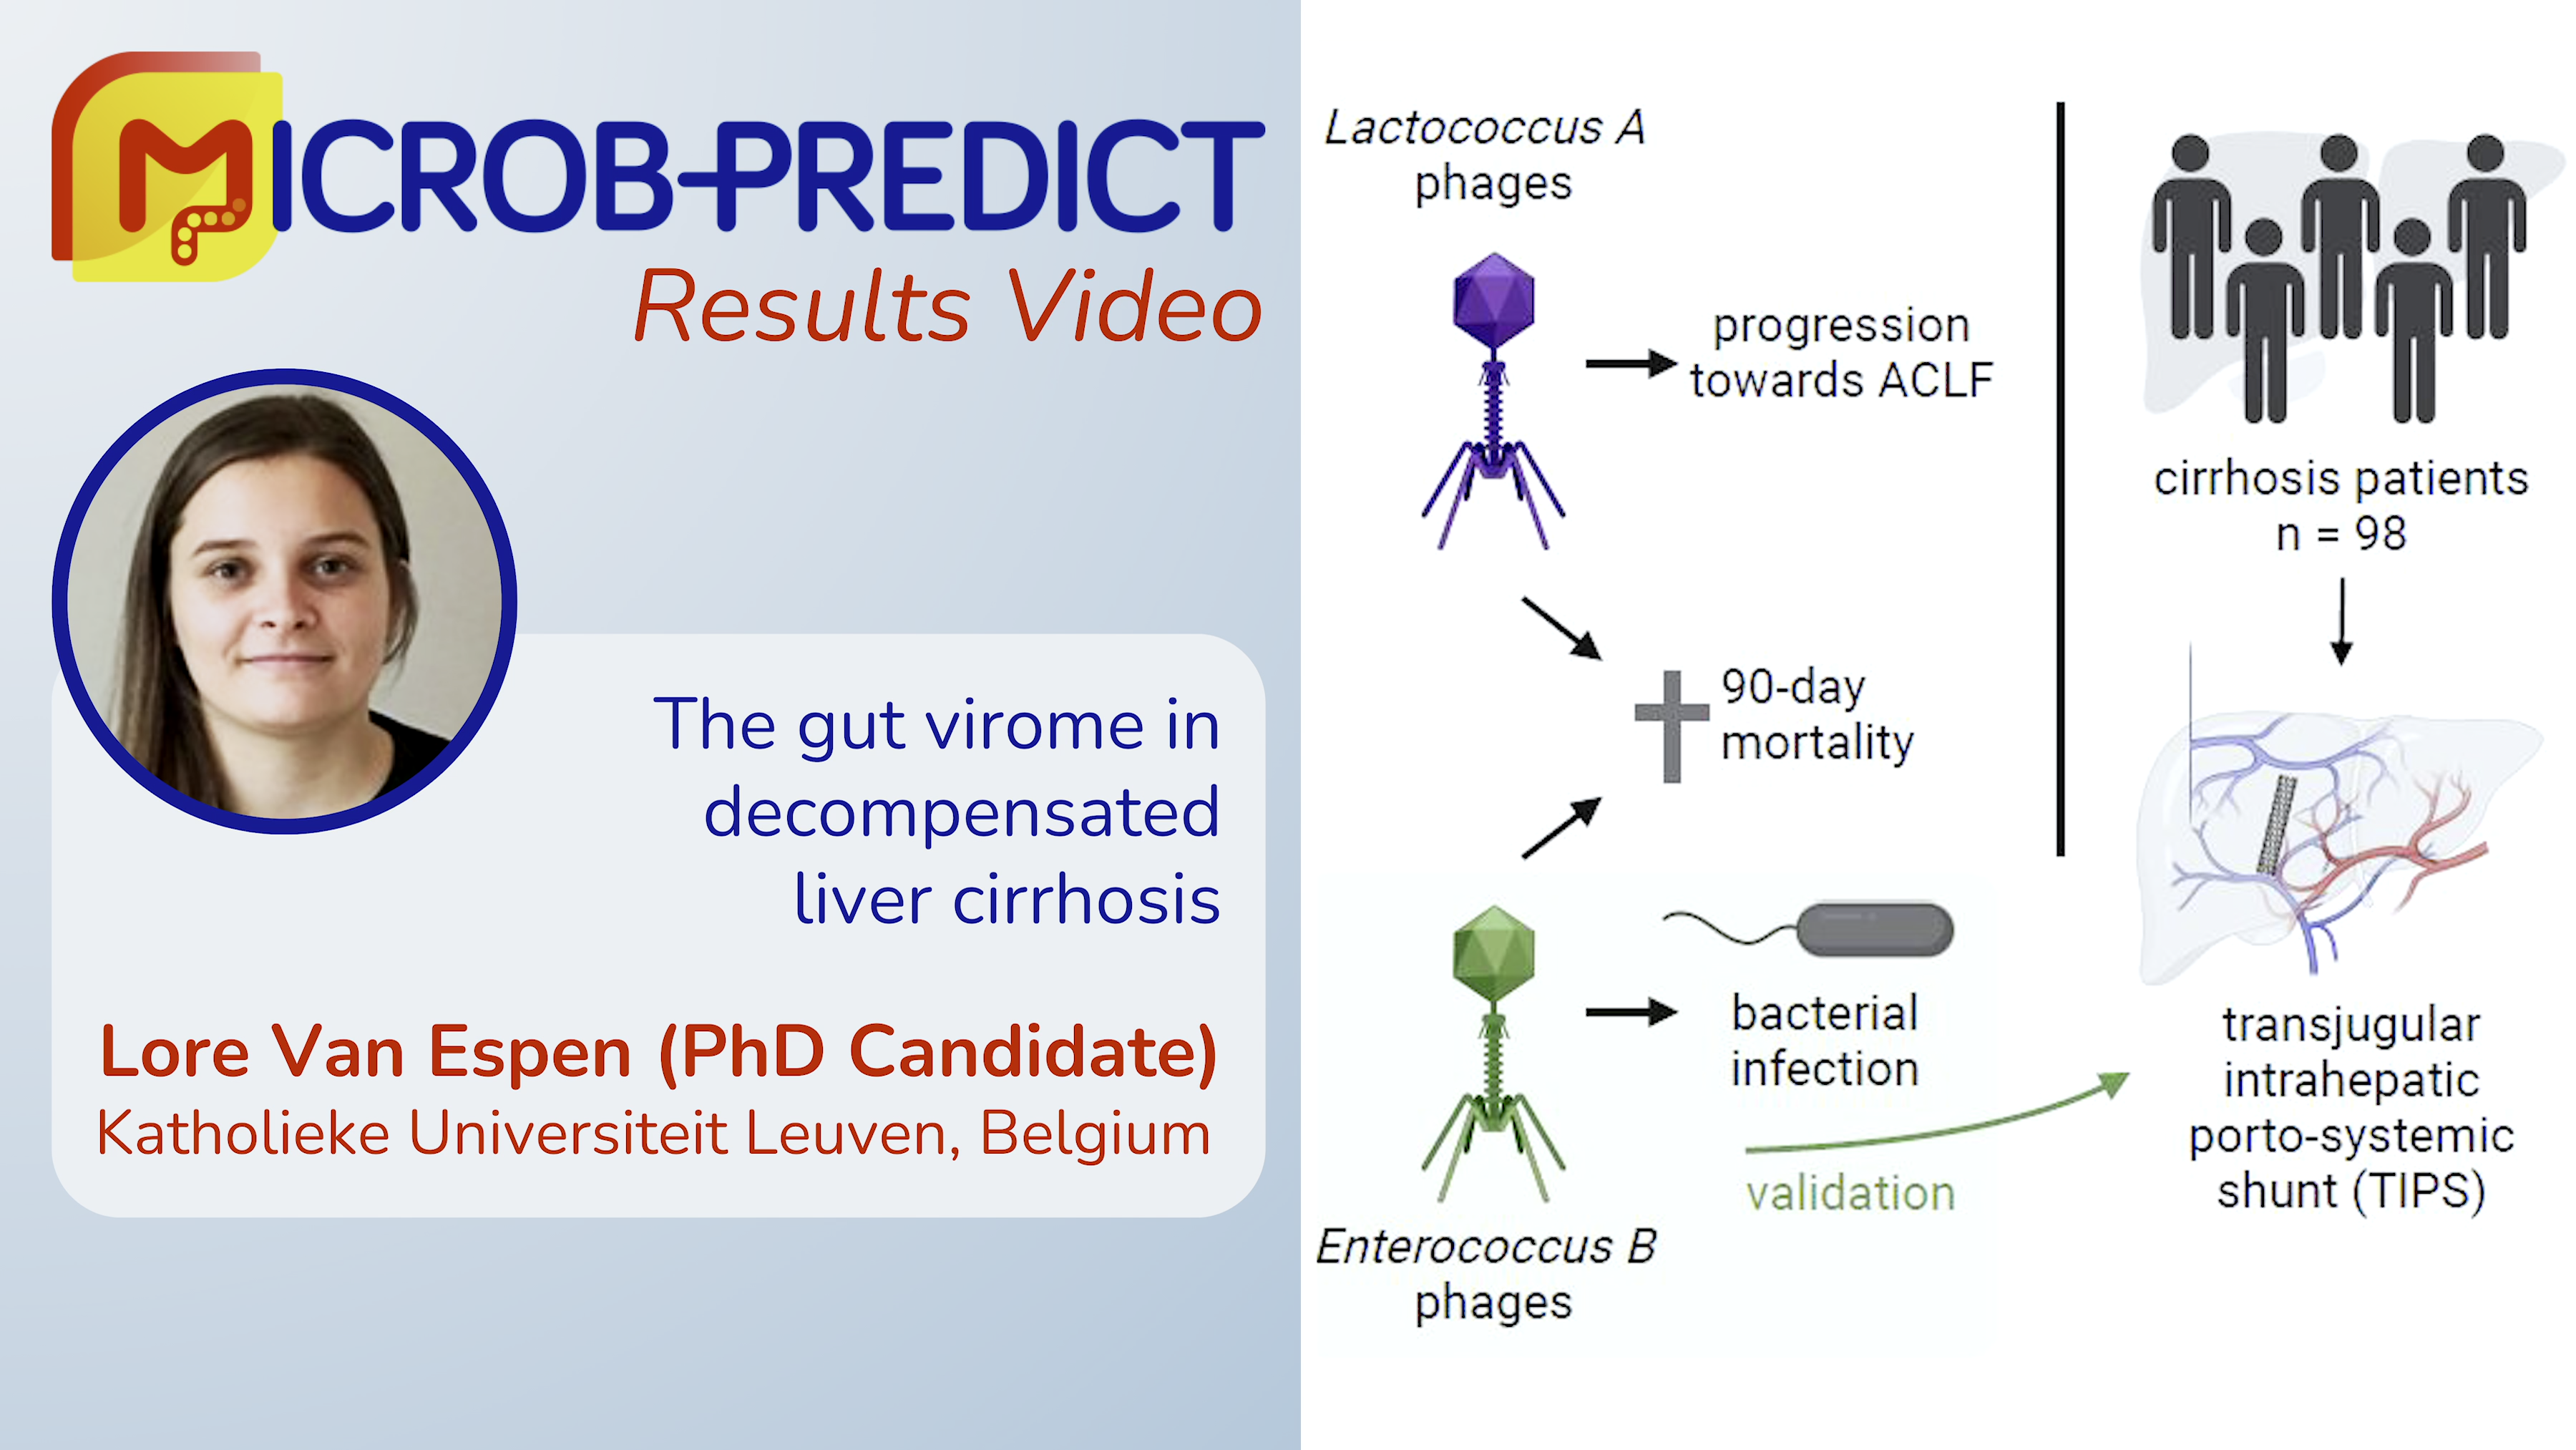 MICROB-PREDICT
Results Video
The gut virome in
decompensated
liver cirrhosis
Lore Van Espen (PhD Candidate)
Katholieke Universiteit Leuven, Belgium
Lactococcus A
phages
progression
towards ACLF
90-day
mortality
bacterial
infection
validation
Enterococcus B
phages
cirrhosis patients
n = 98
transjugular
intrahepatic
porto-systemic
shunt (TIPS)